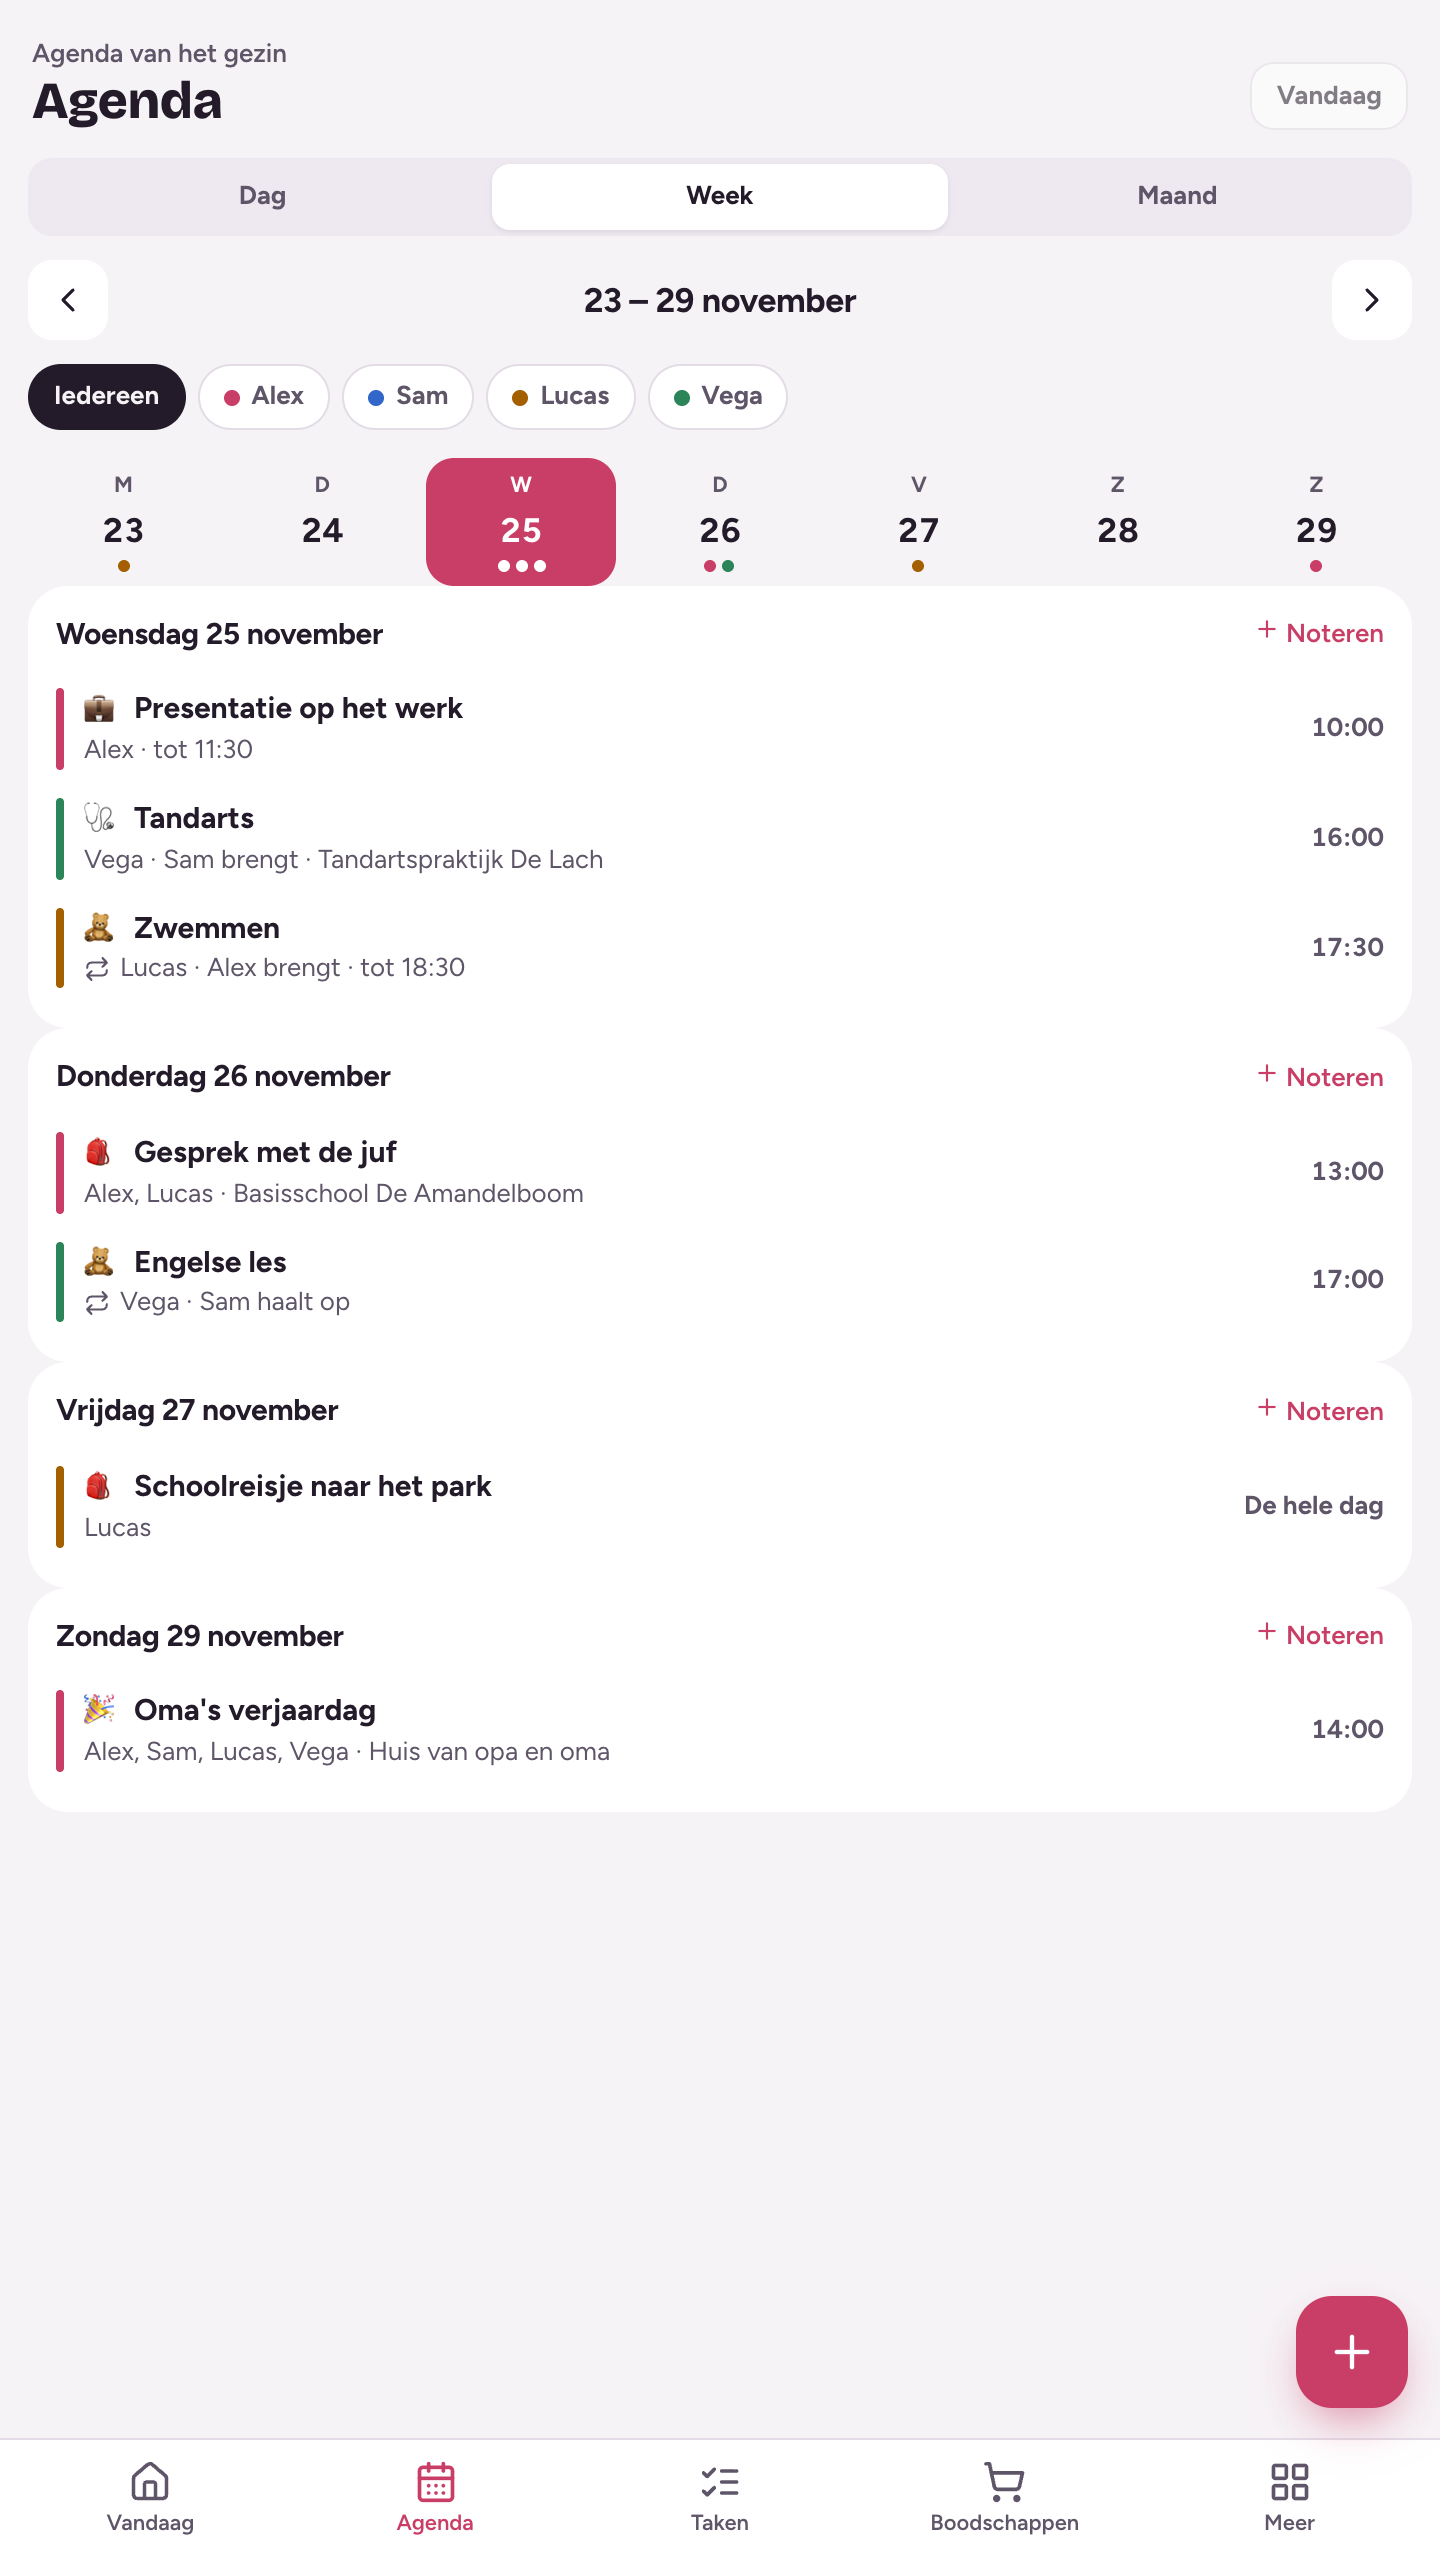 Agenda van het gezin
Agenda
Vandaag
Dag Week Maand
23 – 29 november
Iedereen Alex Sam Lucas Vega
M D W D V Z Z
23 24 25 26 27 28 29
Woensdag 25 november + Noteren
Presentatie op het werk
10:00
Alex · tot 11:30
Tandarts
16:00
Vega · Sam brengt · Tandartspraktijk De Lach
Zwemmen
17:30
Lucas · Alex brengt · tot 18:30
Donderdag 26 november + Noteren
Gesprek met de juf
13:00
Alex, Lucas · Basisschool De Amandelboom
Engelse les
17:00
Vega · Sam haalt op
Vrijdag 27 november + Noteren
Schoolreisje naar het park
De hele dag
Lucas
Zondag 29 november + Noteren
Oma's verjaardag
14:00
Alex, Sam, Lucas, Vega · Huis van opa en oma
Vandaag Agenda Taken Boodschappen Meer